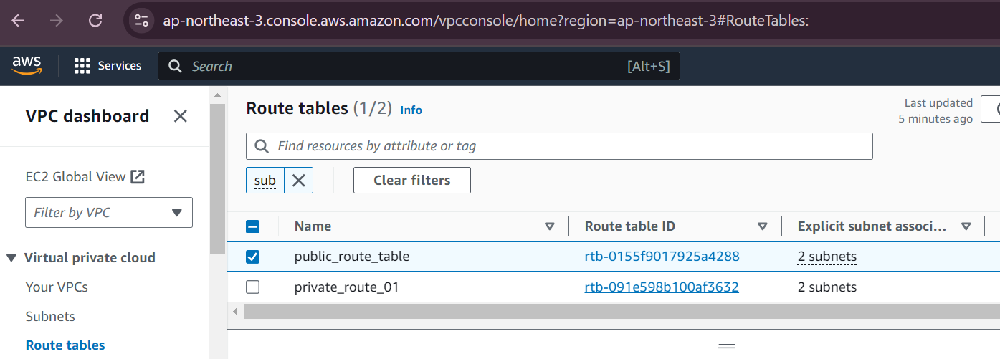 ap-northeast-3.console.aws.amazon.com/vpcconsole/home?region=ap-northeast-3#RouteTables:
aws
Services
Search
[Alt+S]
VPC dashboard
EC2 Global View
Filter by VPC
Virtual private cloud
Your VPCs
Subnets
Route tables
Route tables (1/2) Info
Last updated
5 minutes ago
Find resources by attribute or tag
sub
Clear filters
Name Route table ID Explicit subnet associ...
public_route_table rtb-0155f9017925a4288 2 subnets
private_route_01 rtb-091e598b100af3632 2 subnets